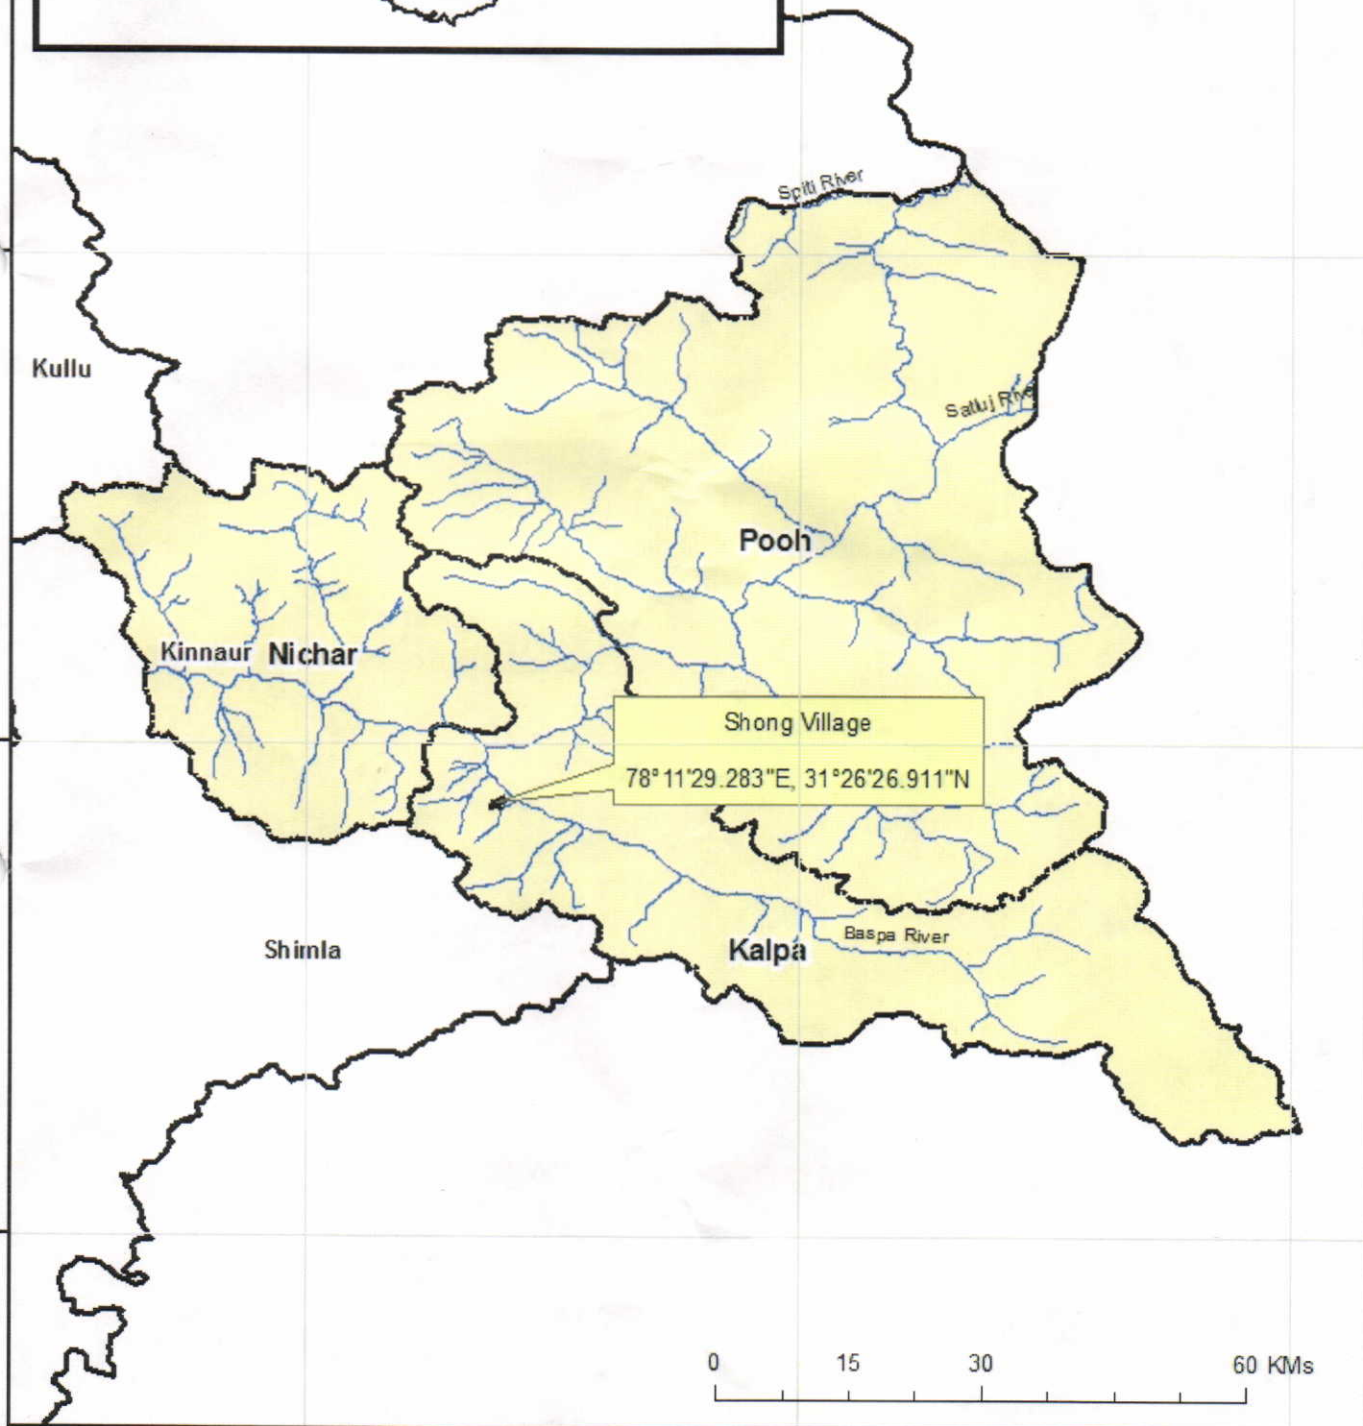 Spiti River
Kullu
Satluj Rive
Pooh
Kinnaur Nichar
Shong Village
78°11'29.283"E, 31°26'26.911"N
Baspa River
Shimla
Kalpa
0 15 30 60 KMs